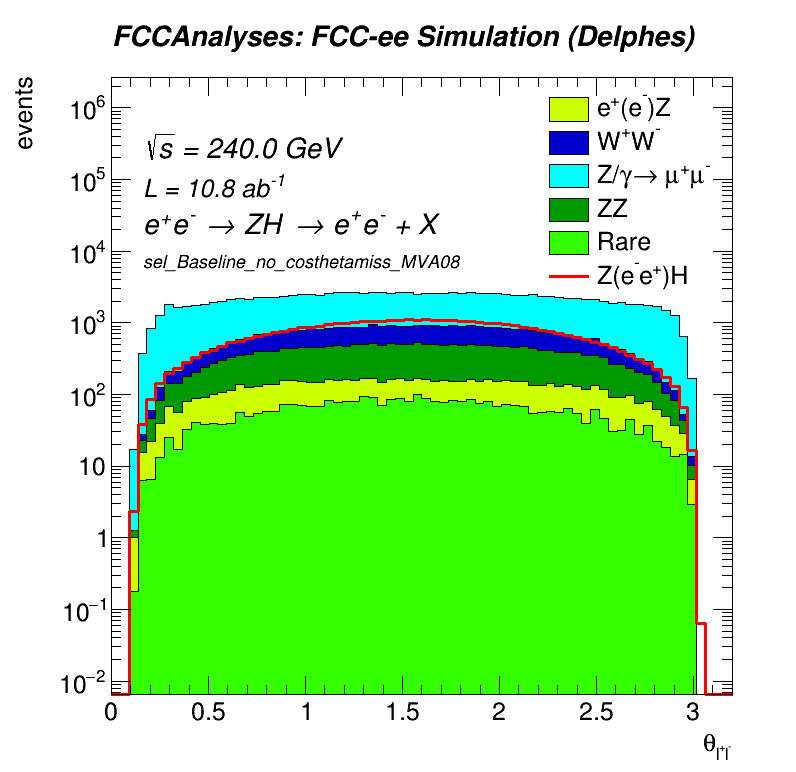 FCCAnalyses: FCC-ee Simulation (Delphes)
events
10⁶
10⁵
10⁴
10³
10²
10
1
10⁻¹
10⁻²
√s = 240.0 GeV
L = 10.8 ab⁻¹
e⁺e⁻ → ZH → e⁺e⁻ + X
sel_Baseline_no_costhetamiss_MVA08
e⁺(e⁻)Z
W⁺W⁻
Z/γ→ μ⁺μ⁻
ZZ
Rare
Z(e⁻e⁺)H
0 0.5 1 1.5 2 2.5 3
θ_l⁺l⁻